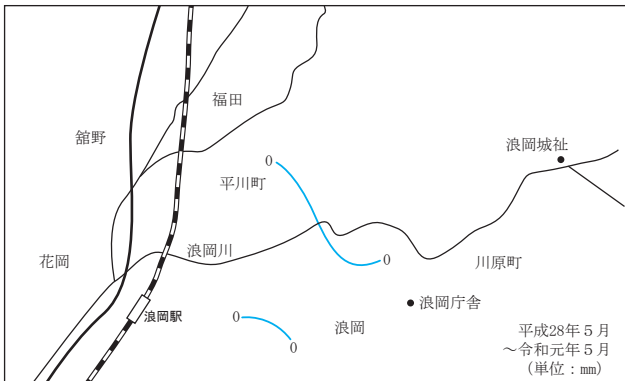 福田
舘野
浪岡城祉
0
平川町
浪岡川
花岡
川原町
0
浪岡駅
0
0
浪岡
浪岡庁舎
平成28年5月
～令和元年5月
(単位：mm)